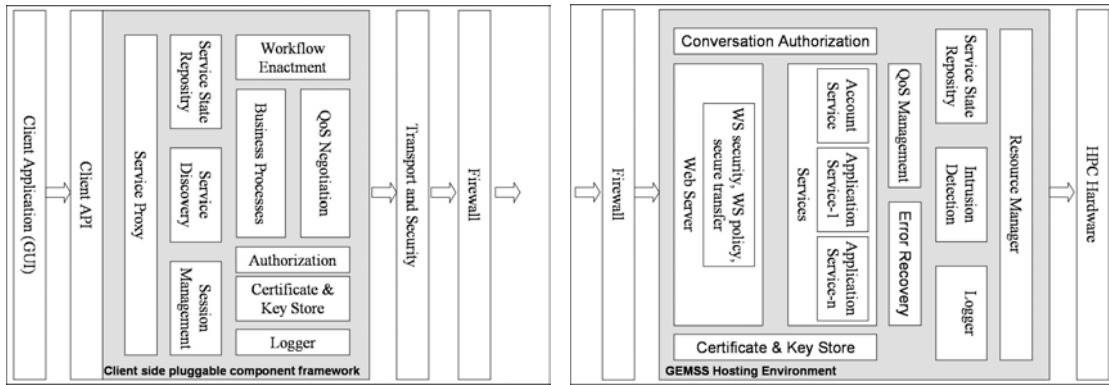 Client Application (GUI)
Client API
Service Proxy
Service State
Repositry
Service
Discovery
Session
Management
Workflow
Enactment
Business Processes
QoS Negotiation
Authorization
Certificate &
Key Store
Logger
Client side pluggable component framework
Transport and Security
Firewall
Firewall
Conversation Authorization
Web Server
WS security, WS policy,
secure transfer
Services
Account
Service
Application
Service-1
Application
Service-n
Certificate & Key Store
QoS Management
Error Recovery
Service State
Repositry
Intrusion
Detection
Logger
Resource Manager
GEMSS Hosting Environment
HPC Hardware